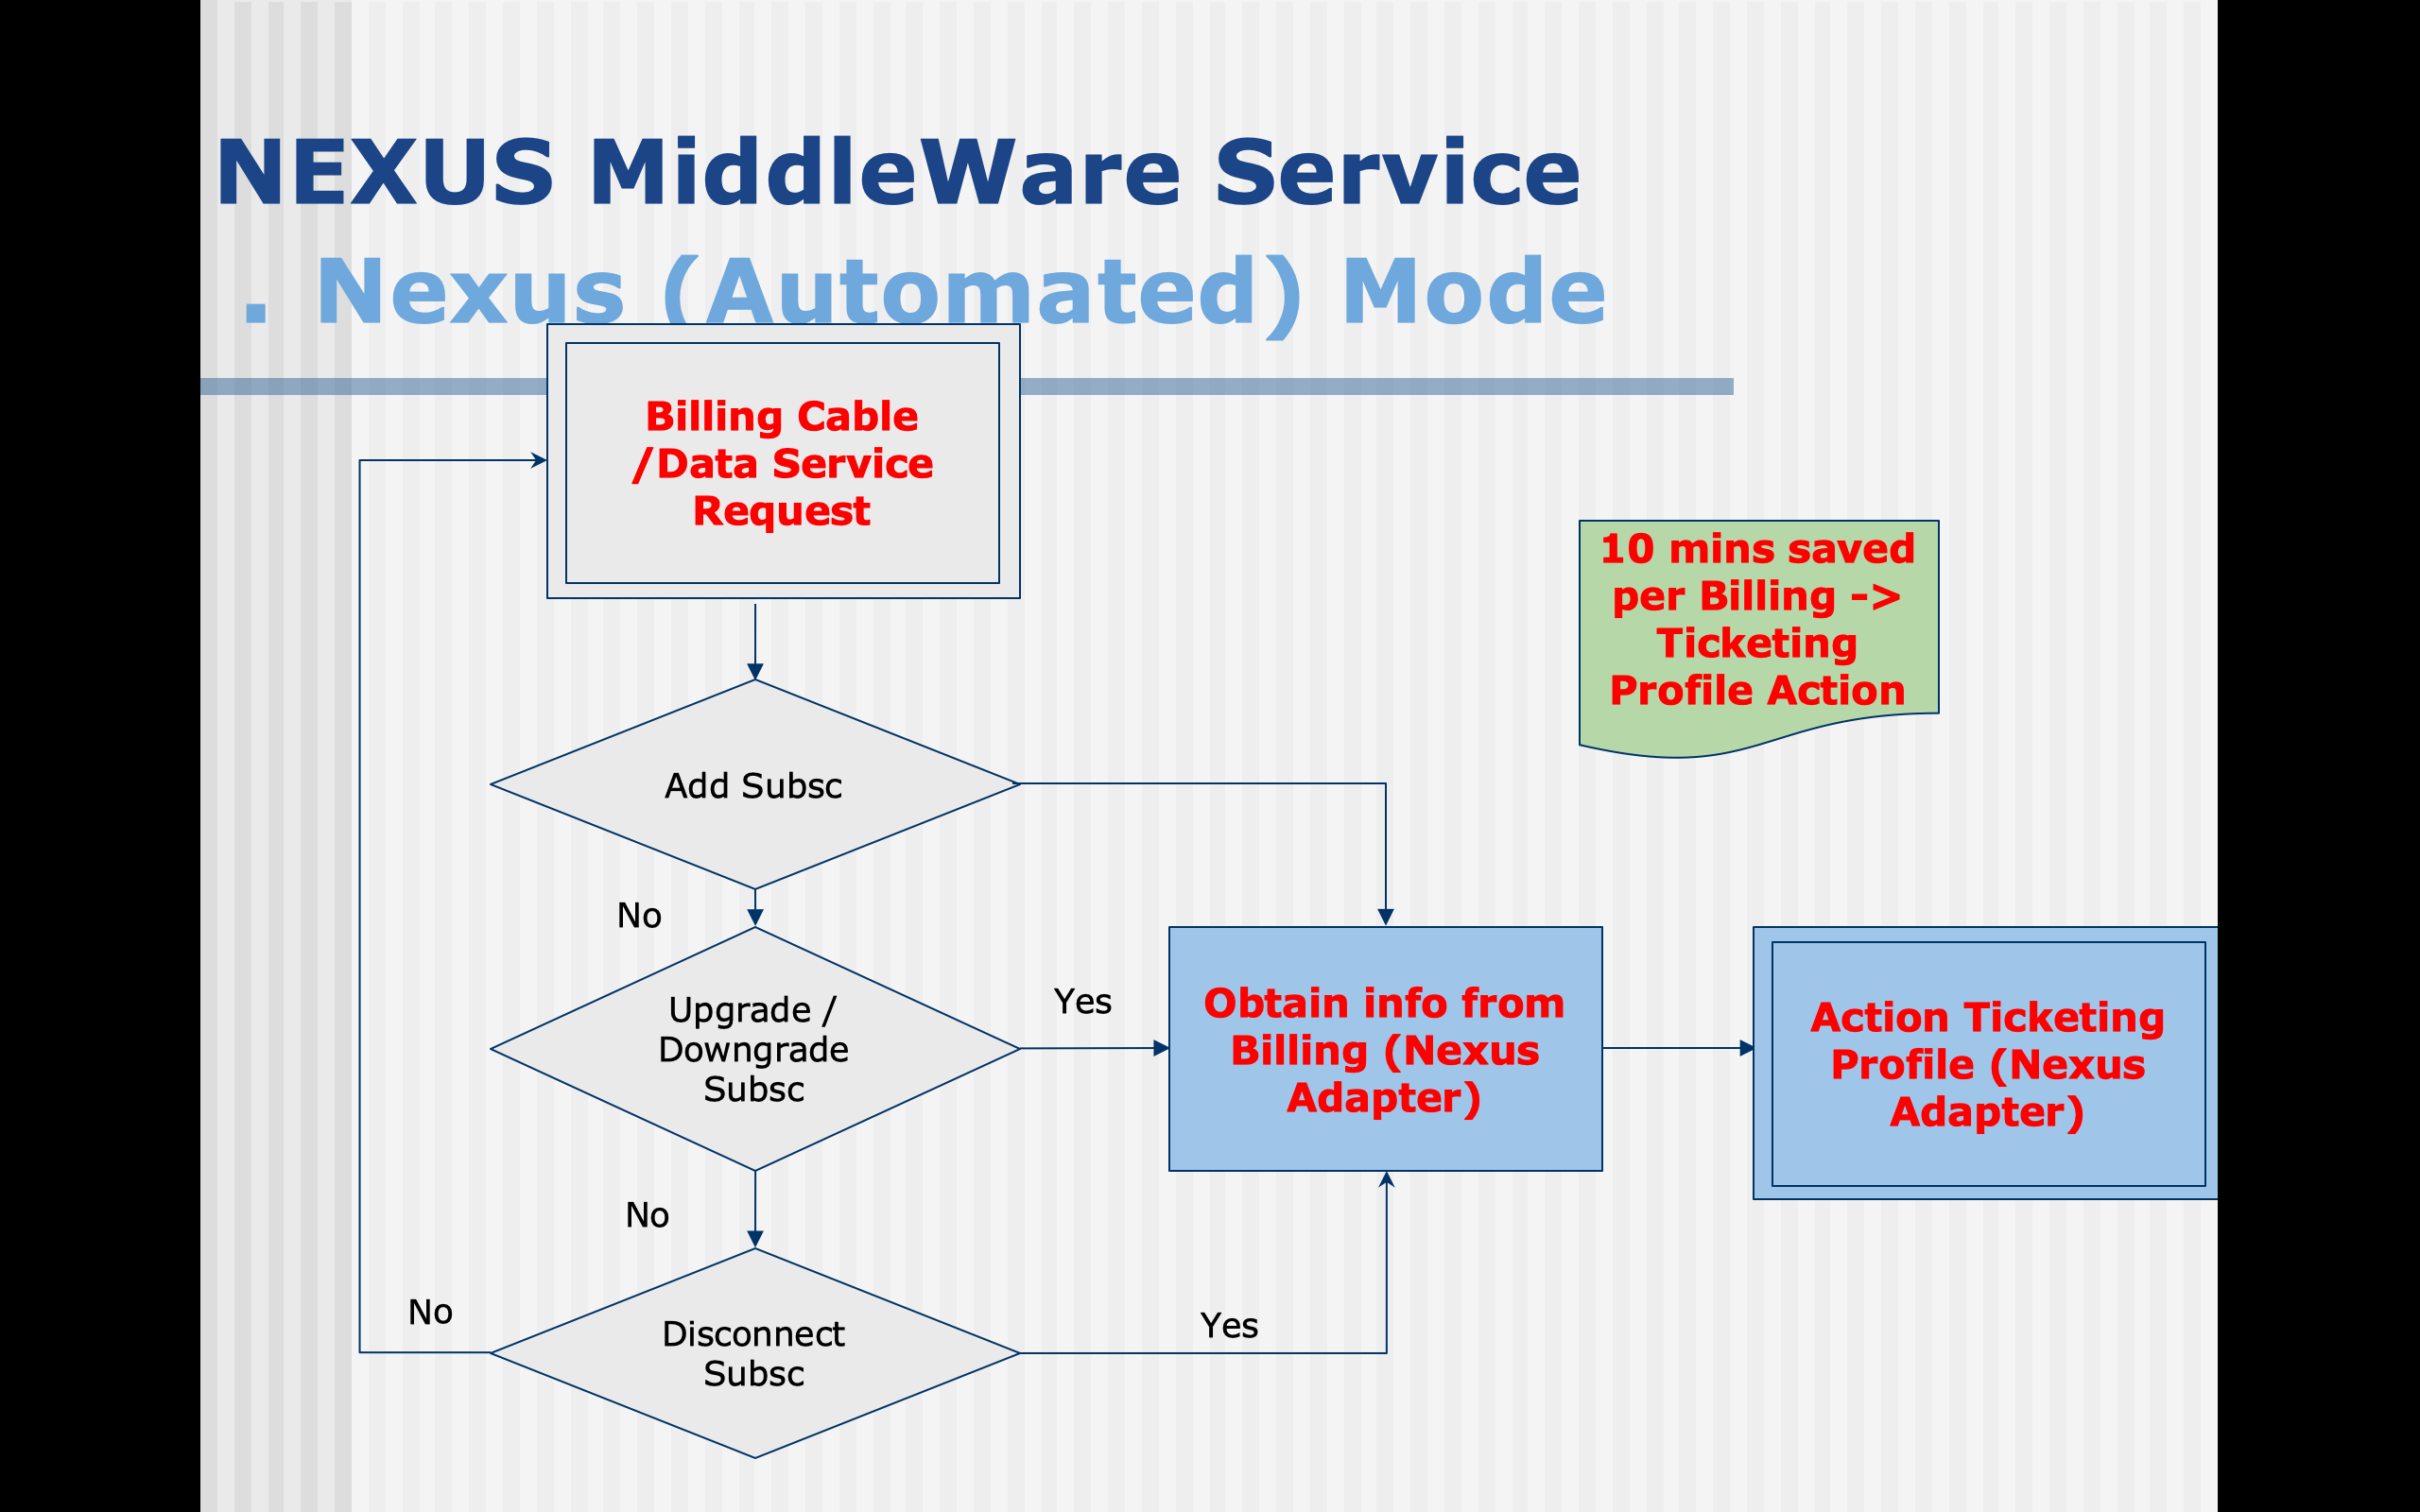 NEXUS MiddleWare Service
. Nexus (Automated) Mode
Billing Cable
/Data Service
Request
10 mins saved
per Billing ->
Ticketing
Profile Action
Add Subsc
No
Upgrade /
Downgrade
Subsc
Yes
Obtain info from
Billing (Nexus
Adapter)
Action Ticketing
Profile (Nexus
Adapter)
No
No
Disconnect
Subsc
Yes